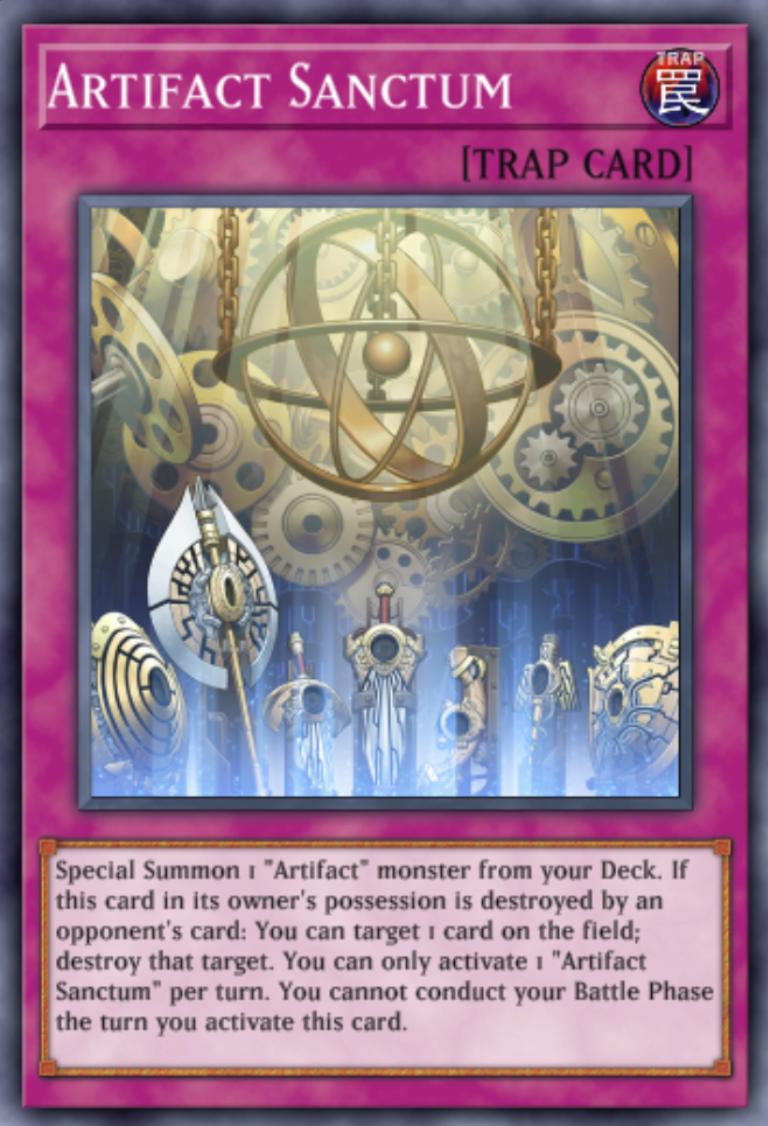 Artifact Sanctum
TRAP
罠
[TRAP CARD]
Special Summon 1 "Artifact" monster from your Deck. If
this card in its owner's possession is destroyed by an
opponent's card: You can target 1 card on the field;
destroy that target. You can only activate 1 "Artifact
Sanctum" per turn. You cannot conduct your Battle Phase
the turn you activate this card.